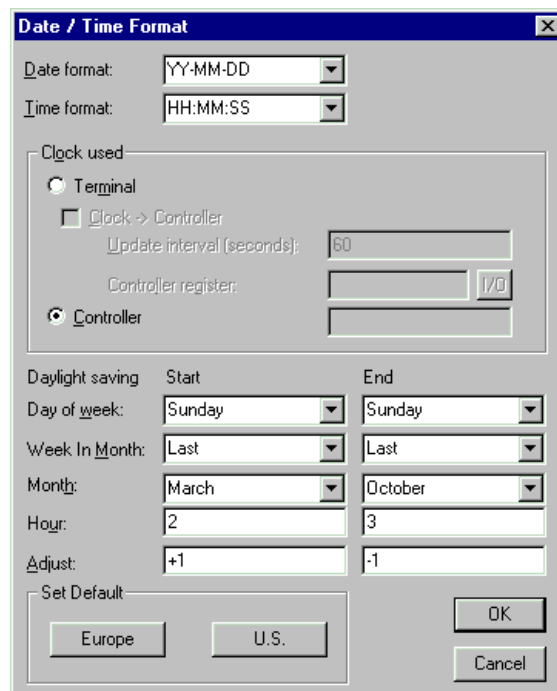 Date / Time Format
Date format: YY-MM-DD
Time format: HH:MM:SS
Clock used
Terminal
Clock -> Controller
Update interval (seconds): 60
Controller register: I/O
Controller
Daylight saving Start End
Day of week: Sunday Sunday
Week In Month: Last Last
Month: March October
Hour: 2 3
Adjust: +1 -1
Set Default
Europe U.S.
OK
Cancel